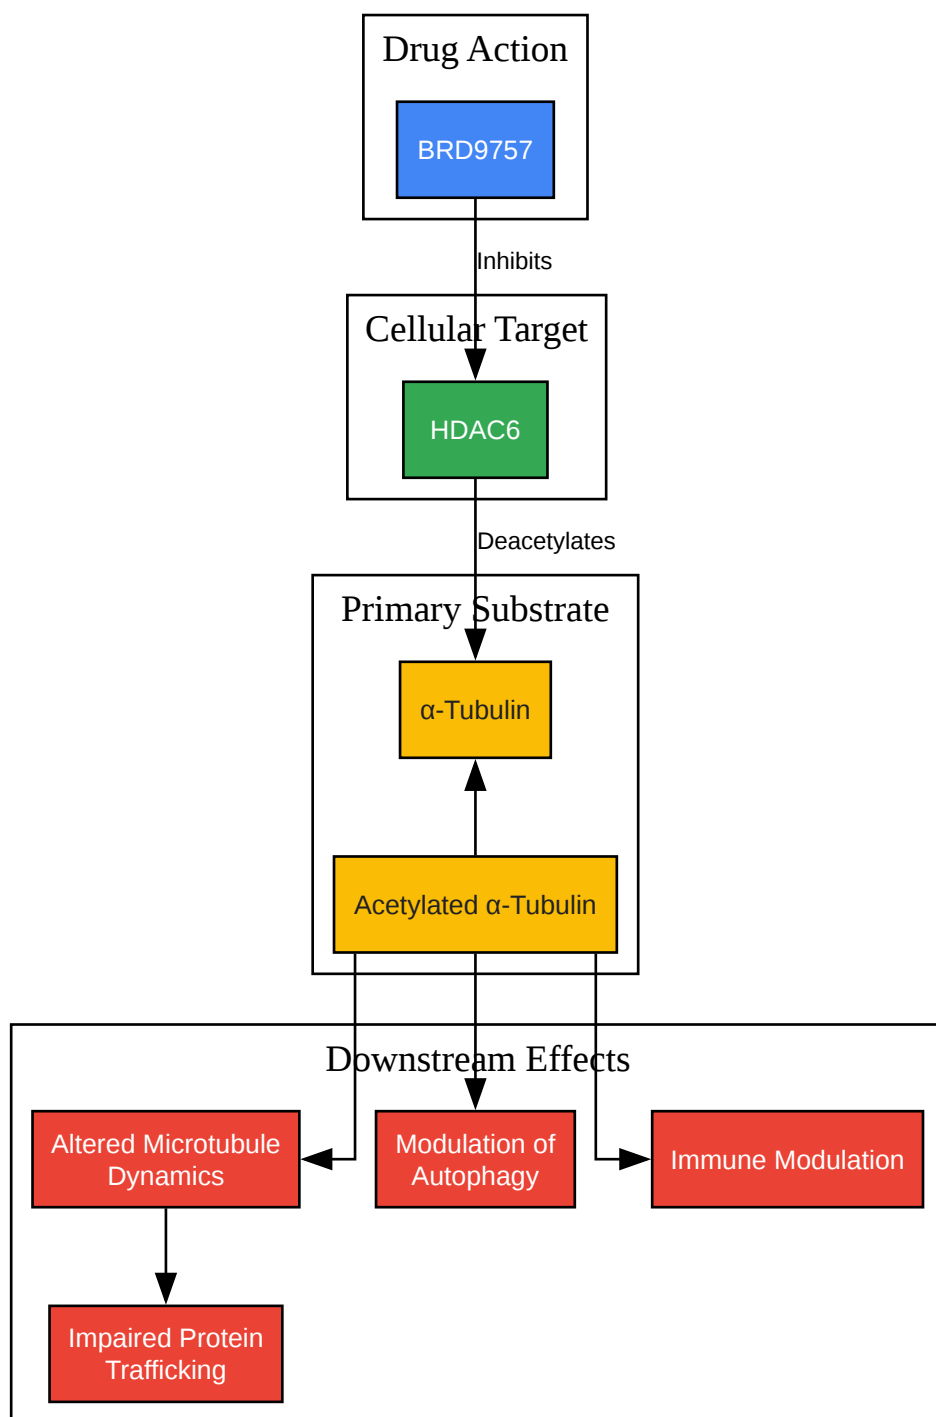 Drug Action
BRD9757
Inhibits
Cellular Target
HDAC6
Deacetylates
Primary Substrate
α-Tubulin
Acetylated α-Tubulin
Downstream Effects
Altered Microtubule
Dynamics
Modulation of
Autophagy
Immune Modulation
Impaired Protein
Trafficking